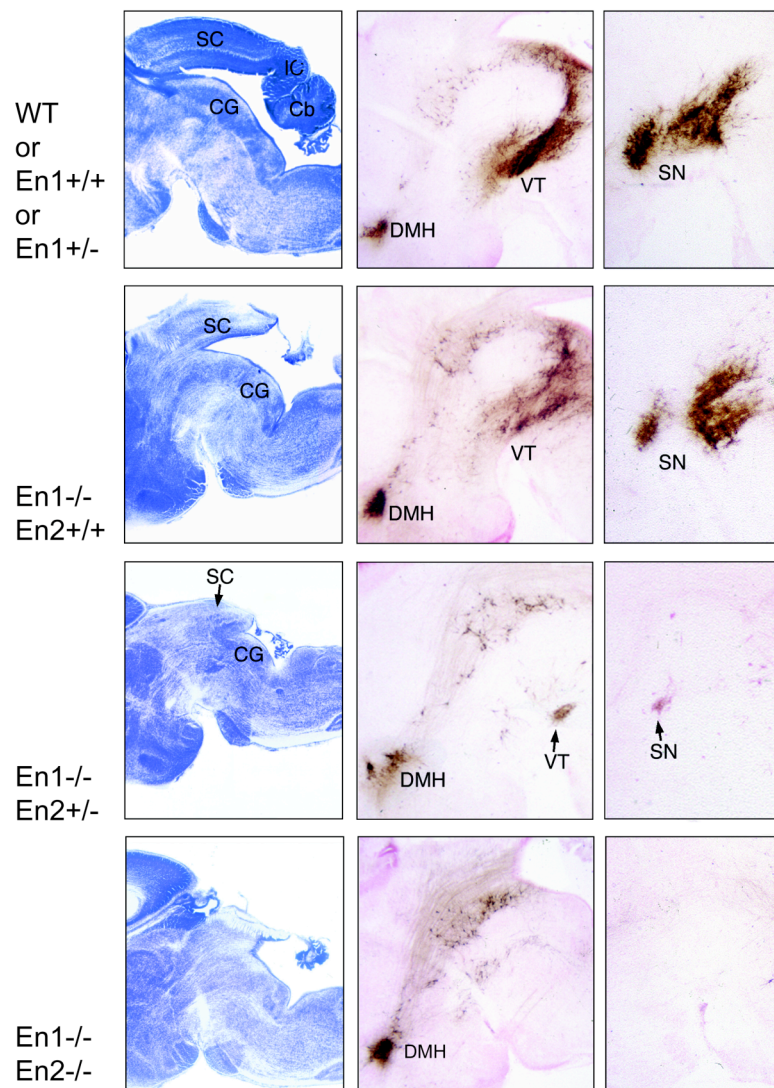 WT
or
En1+/+
or
En1+/-
SC
IC
CG
Cb
VT
DMH
SN
En1-/-
En2+/+
SC
CG
VT
DMH
SN
En1-/-
En2+/-
SC
CG
DMH
VT
SN
En1-/-
En2-/-
DMH